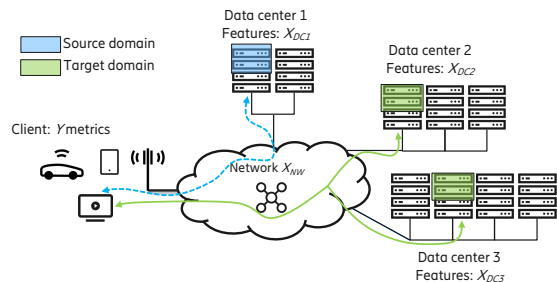 Data center 1
Features: X_DC1
Source domain
Target domain
Data center 2
Features: X_DC2
Client: Y metrics
Network X_NW
Data center 3
Features: X_DC3